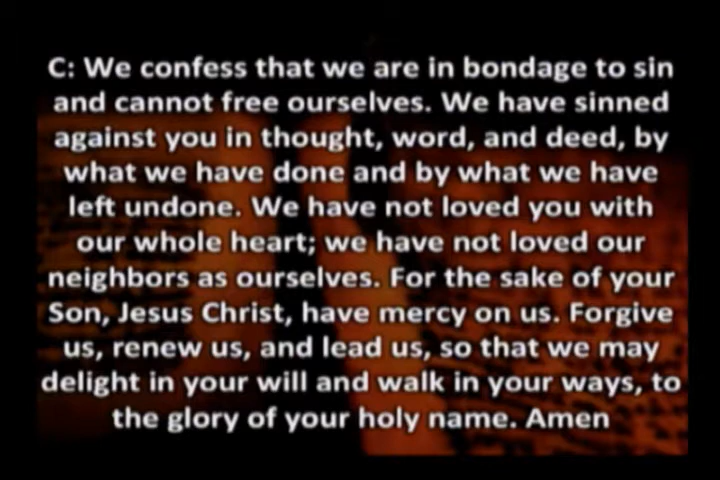 C: We confess that we are in bondage to sin
and cannot free ourselves. We have sinned
against you in thought, word, and deed, by
what we have done and by what we have
left undone. We have not loved you with
our whole heart; we have not loved our
neighbors as ourselves. For the sake of your
Son, Jesus Christ, have mercy on us. Forgive
us, renew us, and lead us, so that we may
delight in your will and walk in your ways, to
the glory of your holy name. Amen